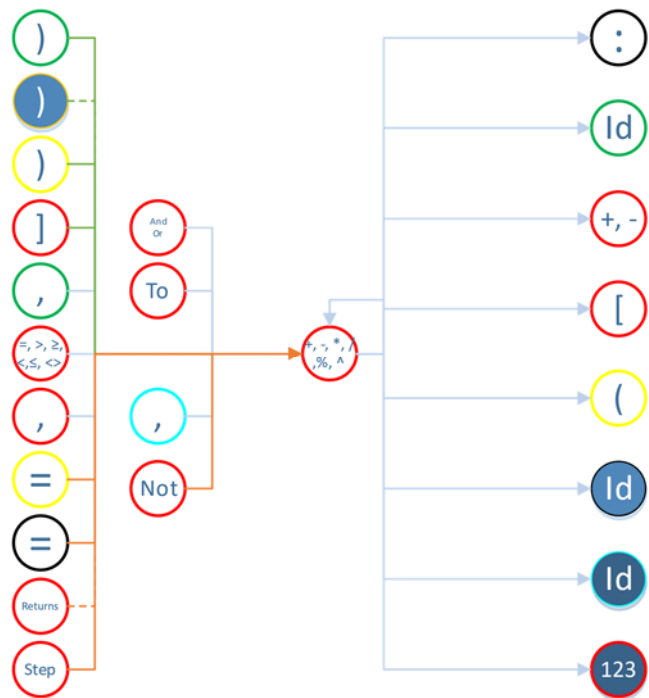 )
)
)
]
,
=, >, ≥,
<,≤, <>
,
=
=
Returns
Step
And
Or
To
,
Not
+, -, *, /
,%, ^
:
Id
+, -
[
(
Id
Id
123